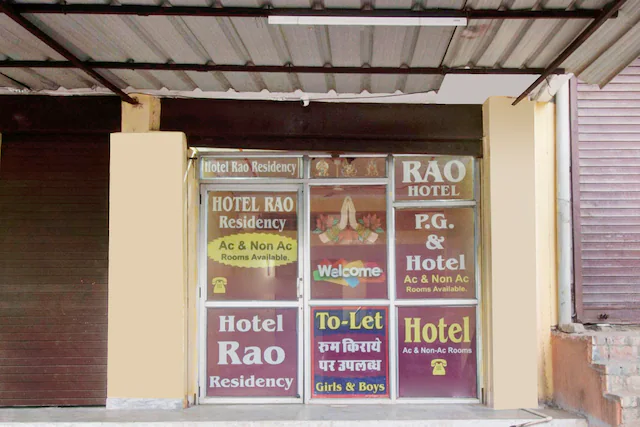 Hotel Rao Residency
RAO
HOTEL
HOTEL RAO
Residency
Ac & Non Ac
Rooms Available.
Welcome
P.G.
&
Hotel
Ac & Non Ac
Rooms Available.
Hotel
Rao
Residency
To-Let
रुम किराये
पर उपलब्ध
Girls & Boys
Hotel
Ac & Non-Ac Rooms